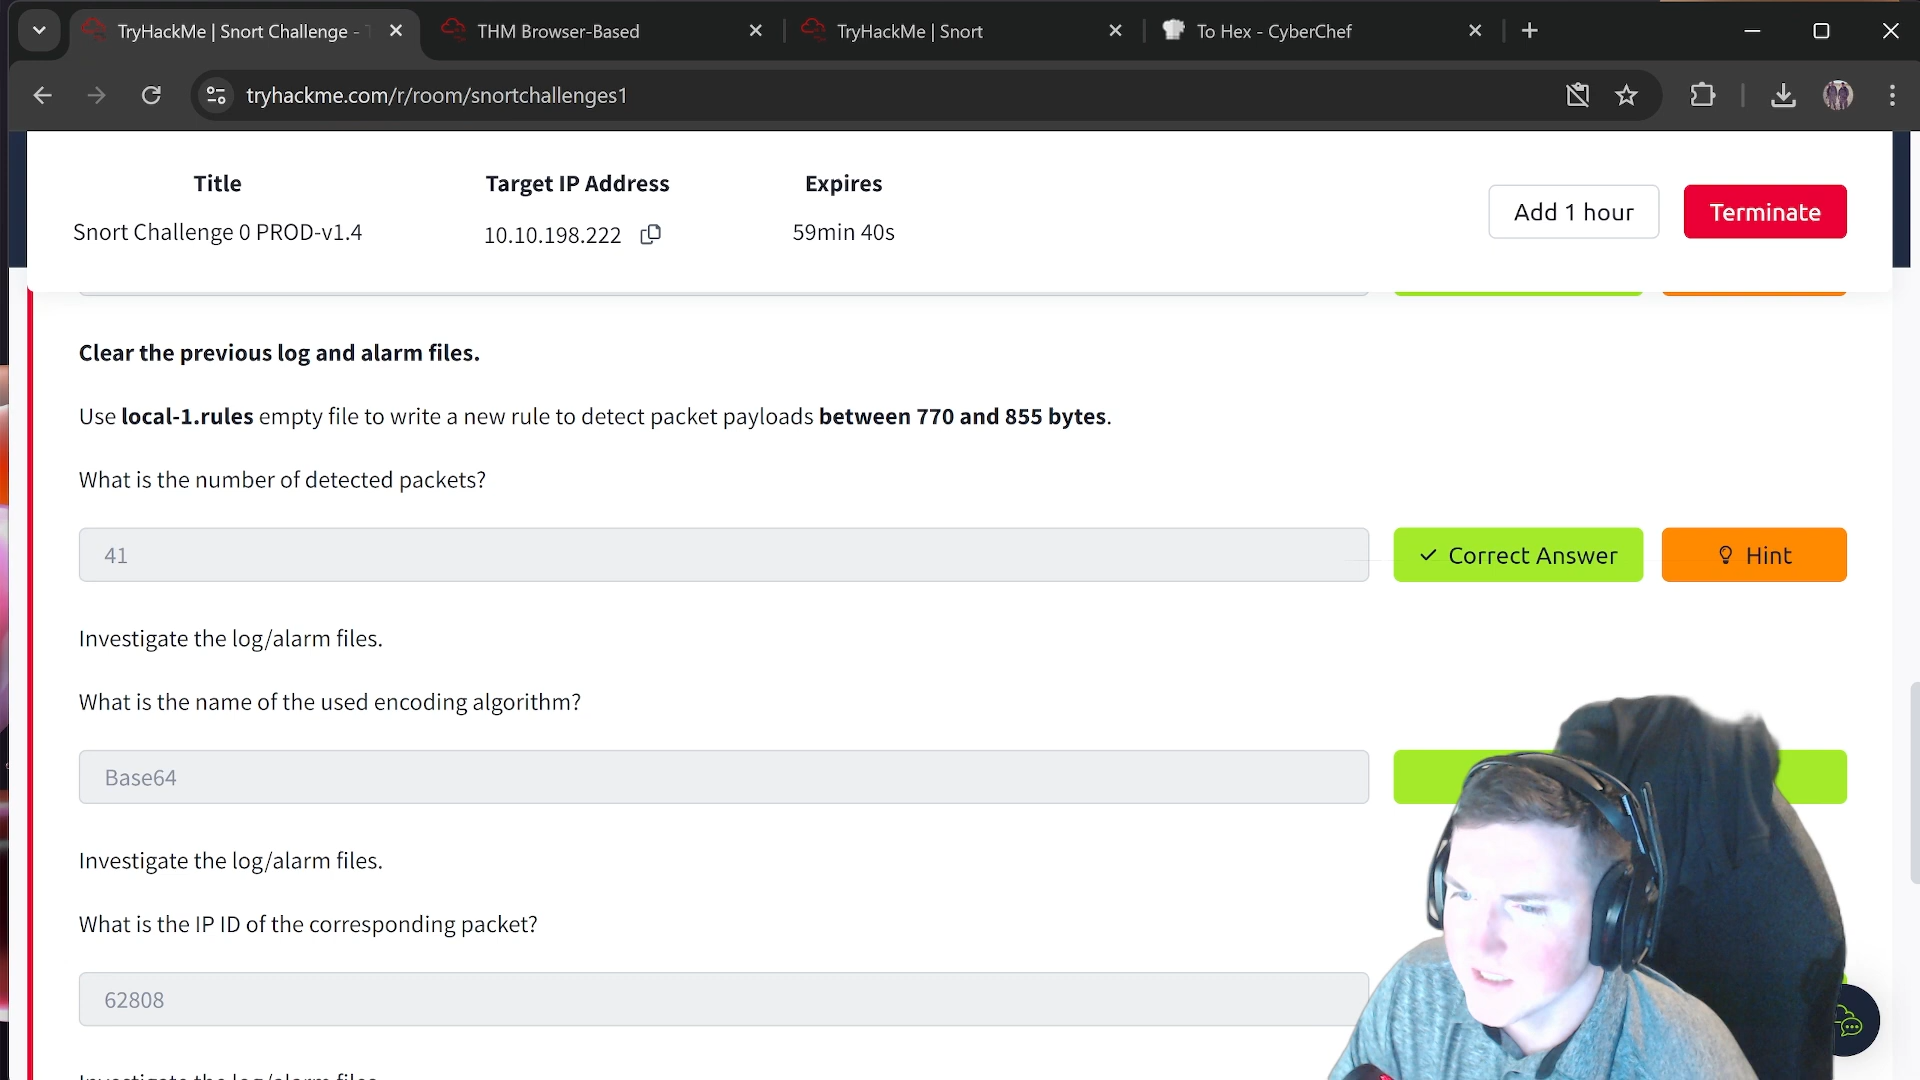 TryHackMe | Snort Challenge -
THM Browser-Based
TryHackMe | Snort
To Hex - CyberChef
tryhackme.com/r/room/snortchallenges1
Title
Target IP Address
Expires
Snort Challenge 0 PROD-v1.4
10.10.198.222
59min 40s
Add 1 hour
Terminate
Clear the previous log and alarm files.
Use local-1.rules empty file to write a new rule to detect packet payloads between 770 and 855 bytes.
What is the number of detected packets?
41
Correct Answer
Hint
Investigate the log/alarm files.
What is the name of the used encoding algorithm?
Base64
Investigate the log/alarm files.
What is the IP ID of the corresponding packet?
62808
Investigate the log/alarm files